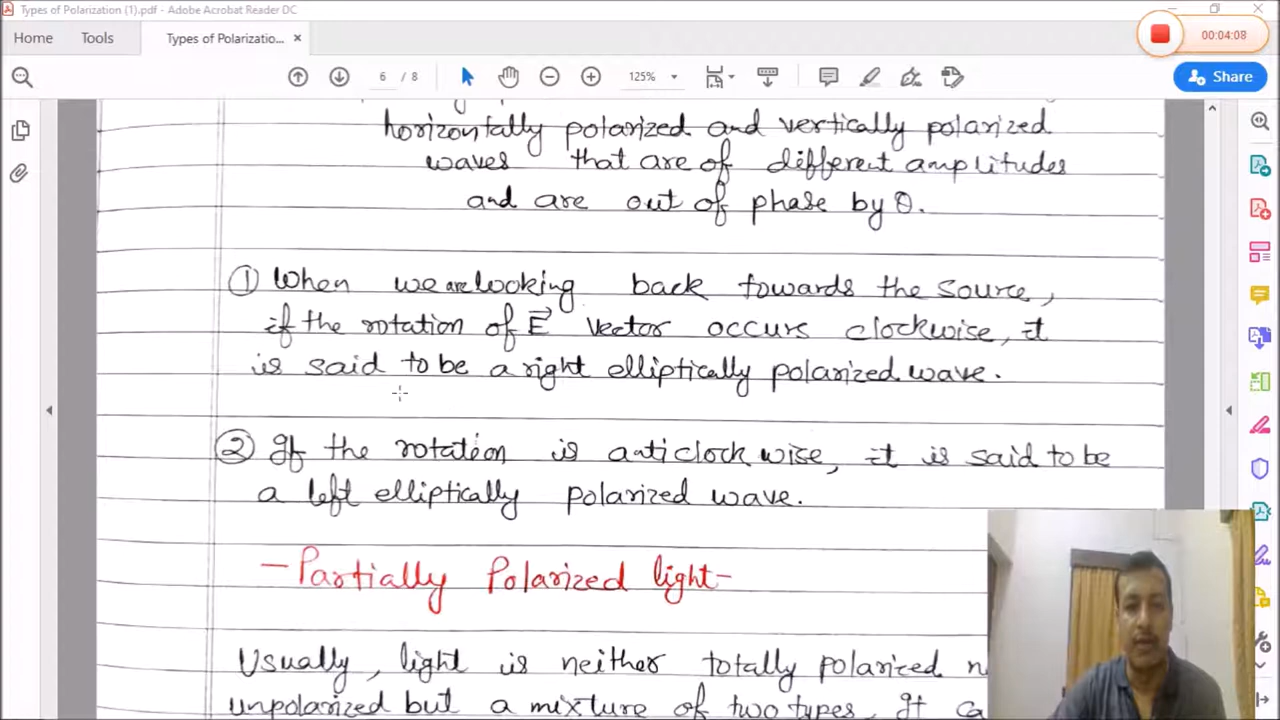 Types of Polarization (1).pdf - Adobe Acrobat Reader DC
Home Tools Types of Polarizatio... ×
00:04:08
6 / 8 125% Share
horizontally polarized and vertically polarized
waves that are of different amplitudes
and are out of phase by θ.
① When we are looking back towards the source,
if the rotation of E⃗ vector occurs clockwise, it
is said to be a right elliptically polarized wave.
② If the rotation is anticlockwise, it is said to be
a left elliptically polarized wave.
- Partially Polarized light -
Usually, light is neither totally polarized n
unpolarized but a mixture of two types. It ca